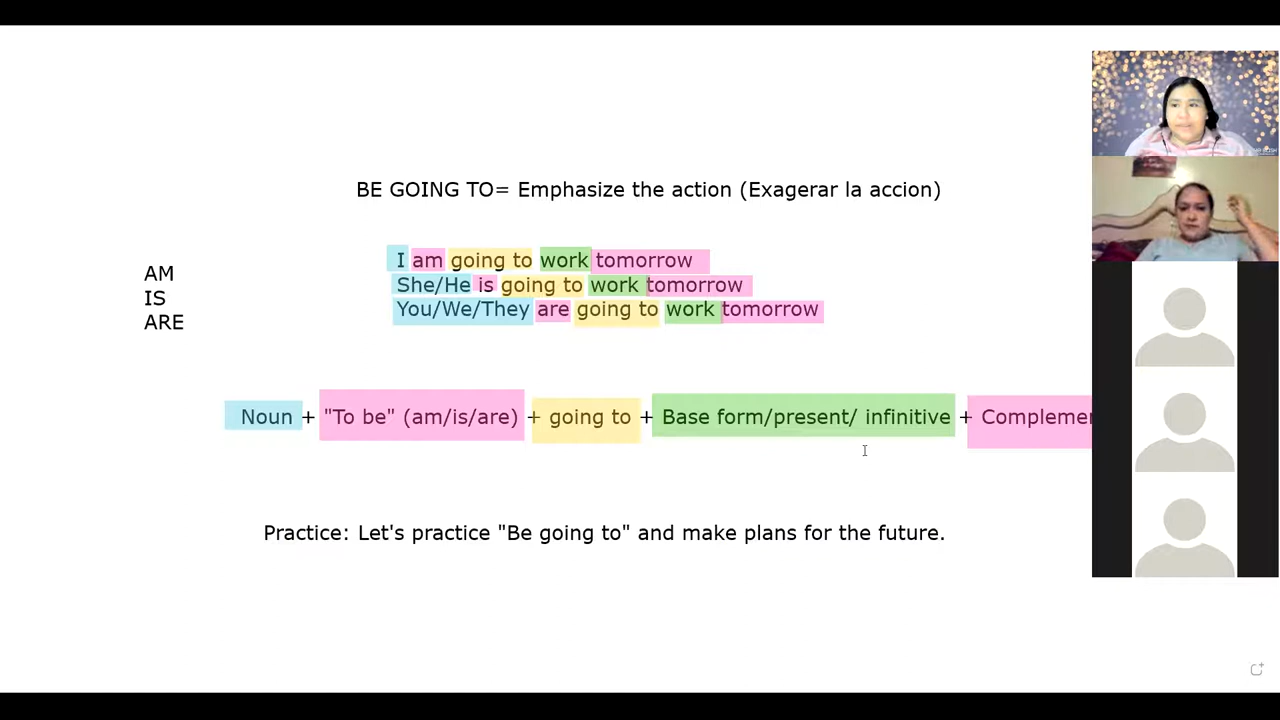 BE GOING TO= Emphasize the action (Exagerar la accion)
I am going to work tomorrow
She/He is going to work tomorrow
You/We/They are going to work tomorrow
AM
IS
ARE
Noun + "To be" (am/is/are) + going to + Base form/present/ infinitive + Complemen
Practice: Let's practice "Be going to" and make plans for the future.